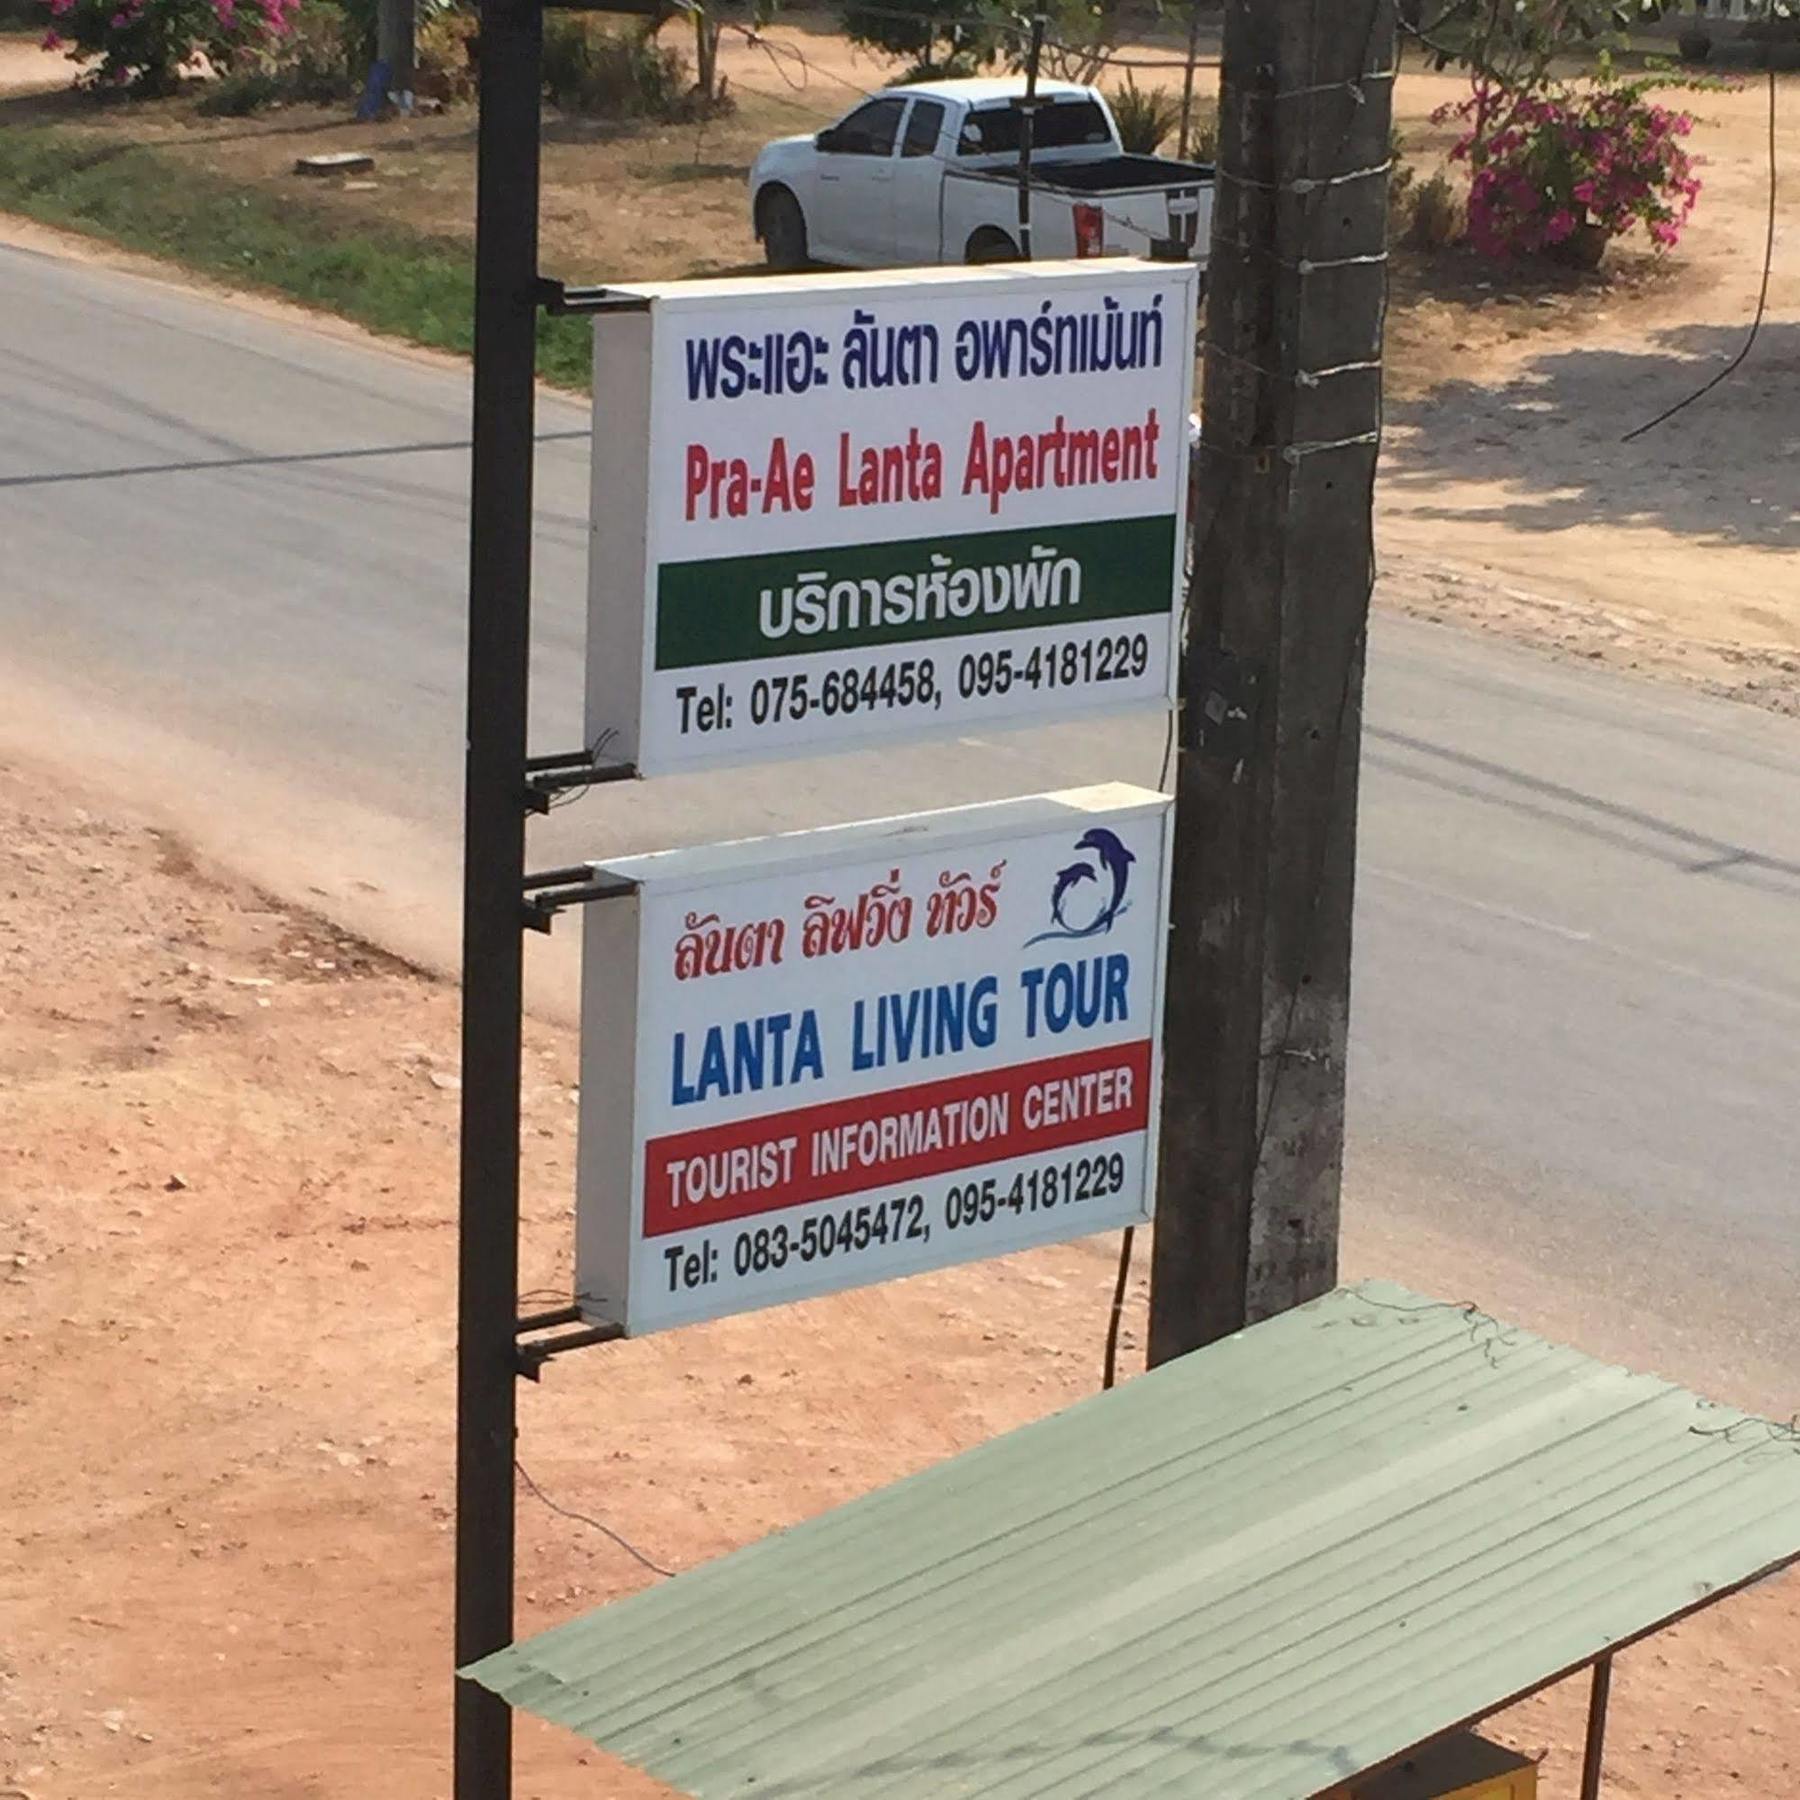 พระแอะ ลันตา อพาร์ทเม้นท์
Pra-Ae Lanta Apartment
บริการห้องพัก
Tel: 075-684458, 095-4181229
ลันตา ลิฟวิ่ง ทัวร์
LANTA LIVING TOUR
TOURIST INFORMATION CENTER
Tel: 083-5045472, 095-4181229